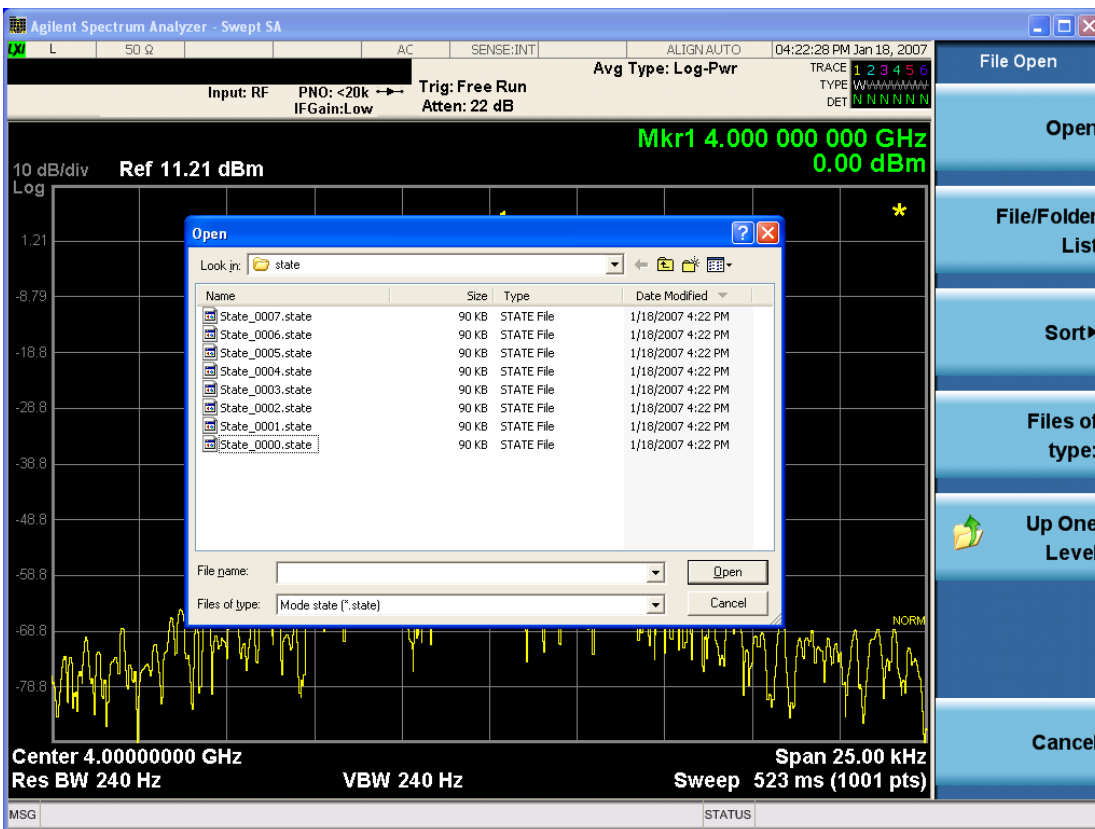 Agilent Spectrum Analyzer - Swept SA
LXI L 50 Ω AC SENSE:INT ALIGN AUTO 04:22:28 PM Jan 18, 2007
Input: RF PNO: <20k Trig: Free Run Avg Type: Log-Pwr TRACE 1 2 3 4 5 6
IFGain:Low Atten: 22 dB TYPE WWWWWW
DET N N N N N N
Mkr1 4.000 000 000 GHz
0.00 dBm
10 dB/div Ref 11.21 dBm
Log
1.21
-8.79
-18.8
-28.8
-38.8
-48.8
-58.8
-68.8
-78.8
NORM
Open
Look in: state
Name Size Type Date Modified
State_0007.state 90 KB STATE File 1/18/2007 4:22 PM
State_0006.state 90 KB STATE File 1/18/2007 4:22 PM
State_0005.state 90 KB STATE File 1/18/2007 4:22 PM
State_0004.state 90 KB STATE File 1/18/2007 4:22 PM
State_0003.state 90 KB STATE File 1/18/2007 4:22 PM
State_0002.state 90 KB STATE File 1/18/2007 4:22 PM
State_0001.state 90 KB STATE File 1/18/2007 4:22 PM
State_0000.state 90 KB STATE File 1/18/2007 4:22 PM
File name: Open
Files of type: Mode state (*.state) Cancel
Center 4.00000000 GHz Span 25.00 kHz
Res BW 240 Hz VBW 240 Hz Sweep 523 ms (1001 pts)
MSG STATUS
File Open
Open
File/Folder
List
Sort
Files of
type:
Up One
Level
Cancel